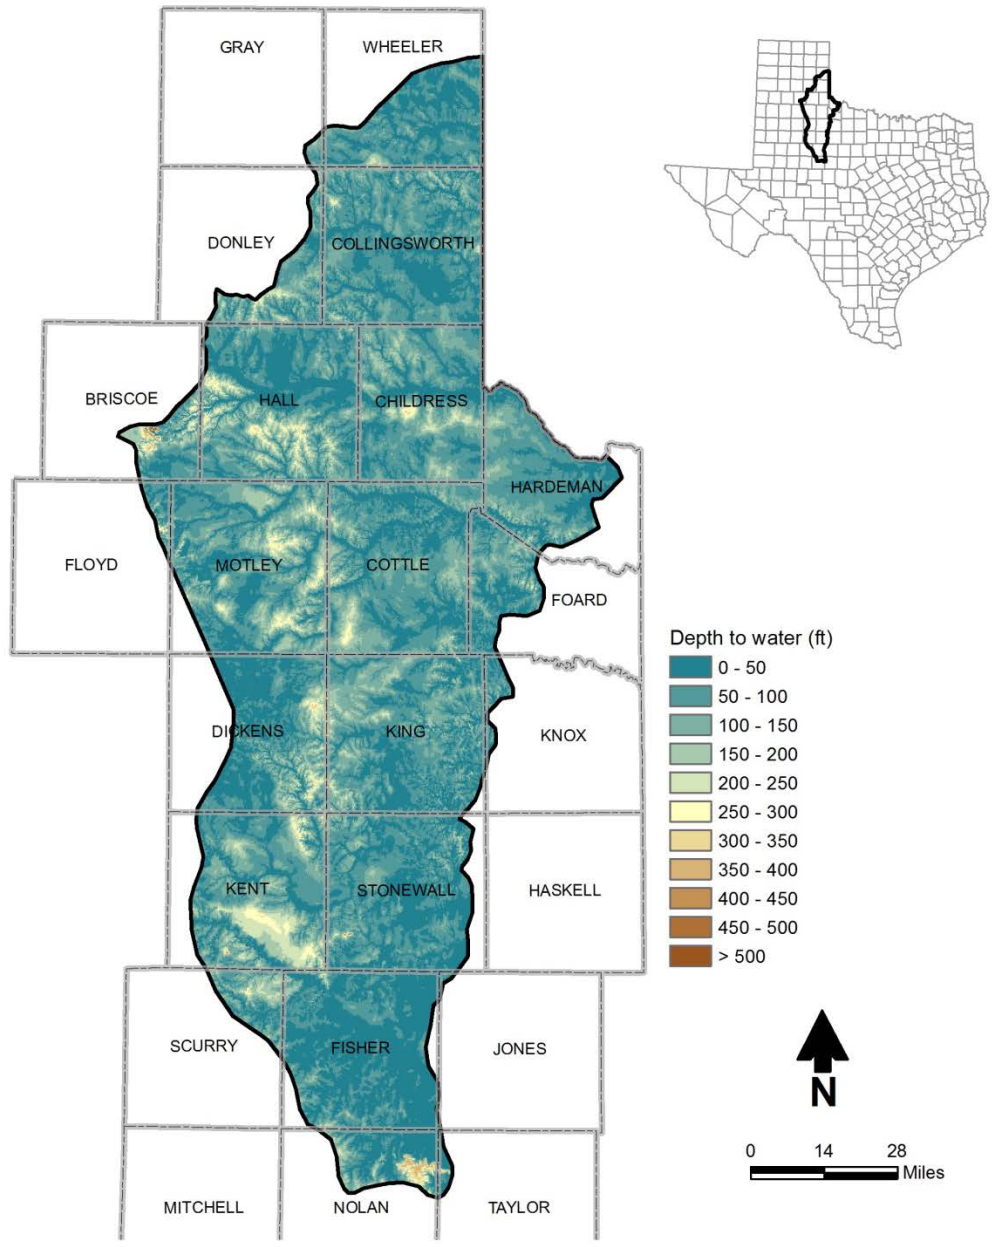 GRAY
WHEELER
DONLEY
COLLINGSWORTH
BRISCOE
HALL
CHILDRESS
HARDEMAN
FLOYD
MOTLEY
COTTLE
FOARD
Depth to water (ft)
0 - 50
50 - 100
100 - 150
150 - 200
200 - 250
250 - 300
300 - 350
350 - 400
400 - 450
450 - 500
> 500
DICKENS
KING
KNOX
KENT
STONEWALL
HASKELL
SCURRY
FISHER
JONES
N
0 14 28
Miles
MITCHELL
NOLAN
TAYLOR